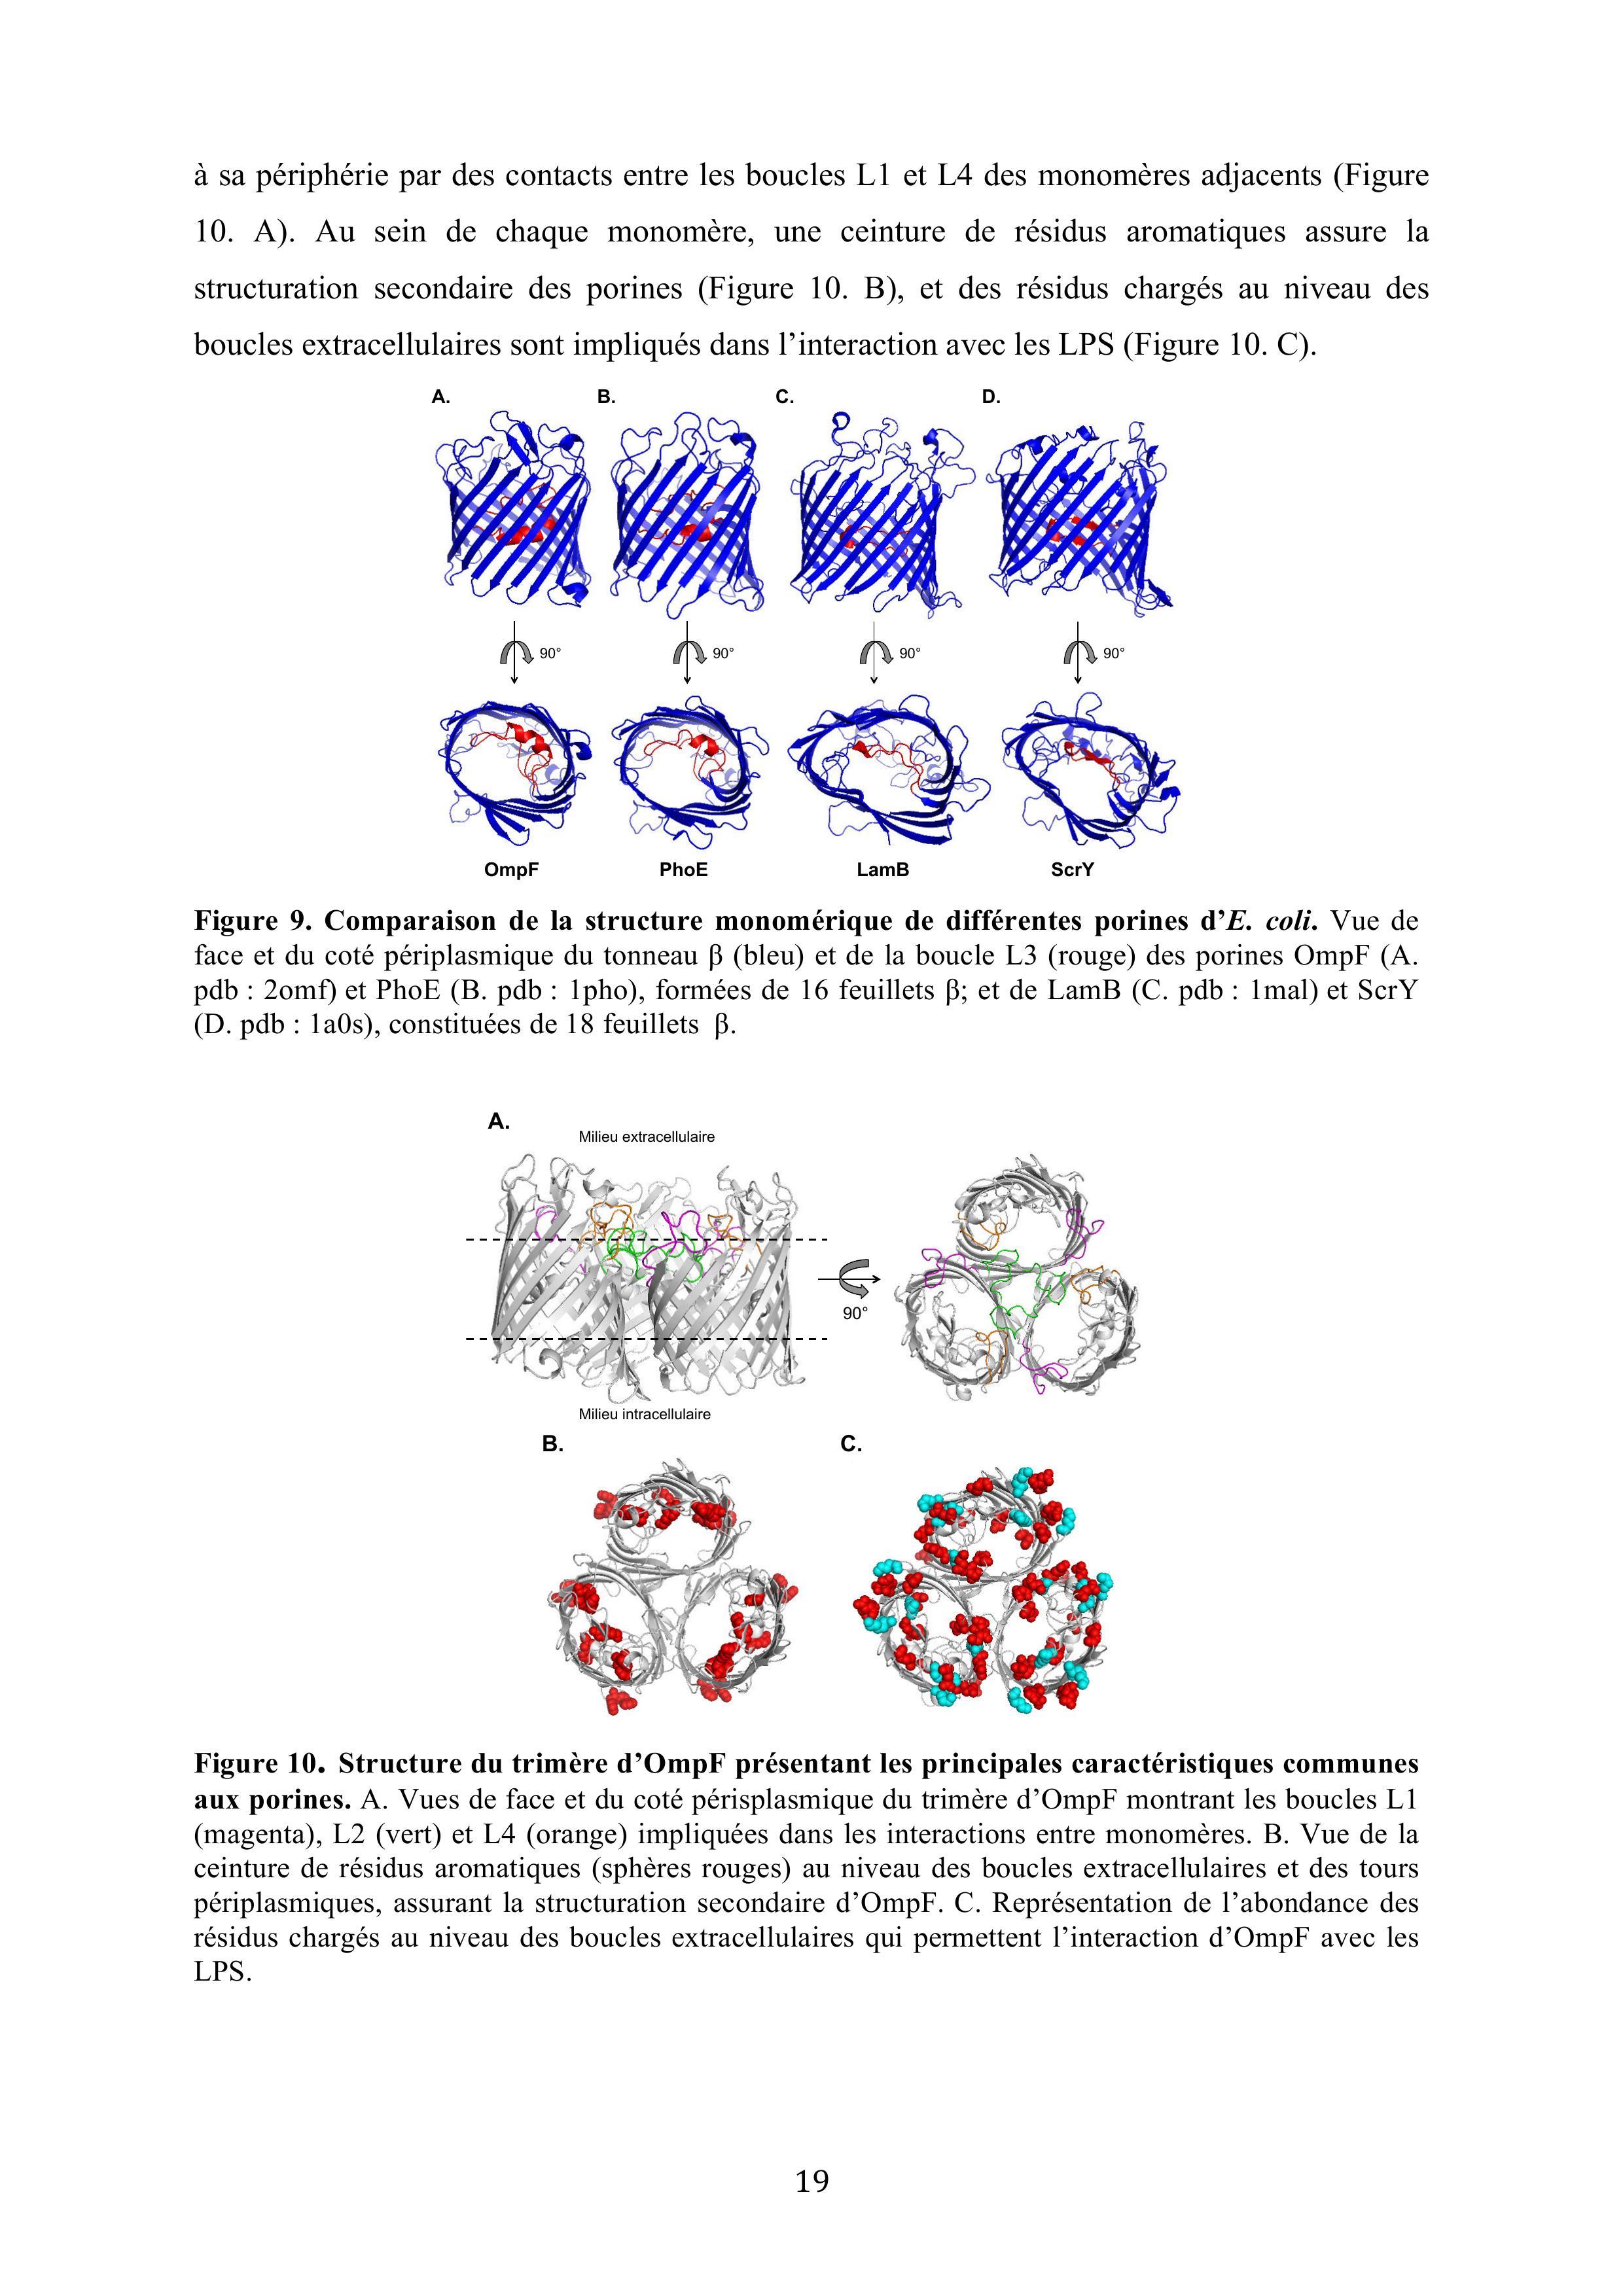 à sa périphérie par des contacts entre les boucles L1 et L4 des monomères adjacents (Figure
10. A). Au sein de chaque monomère, une ceinture de résidus aromatiques assure la
structuration secondaire des porines (Figure 10. B), et des résidus chargés au niveau des
boucles extracellulaires sont impliqués dans l’interaction avec les LPS (Figure 10. C).
A. B. C. D.
90° 90° 90° 90°
OmpF PhoE LamB ScrY
Figure 9. Comparaison de la structure monomérique de différentes porines d’E. coli. Vue de
face et du coté périplasmique du tonneau β (bleu) et de la boucle L3 (rouge) des porines OmpF (A.
pdb : 2omf) et PhoE (B. pdb : 1pho), formées de 16 feuillets β; et de LamB (C. pdb : 1mal) et ScrY
(D. pdb : 1a0s), constituées de 18 feuillets β.
A.
Milieu extracellulaire
90°
Milieu intracellulaire
B. C.
Figure 10. Structure du trimère d’OmpF présentant les principales caractéristiques communes
aux porines. A. Vues de face et du coté périsplasmique du trimère d’OmpF montrant les boucles L1
(magenta), L2 (vert) et L4 (orange) impliquées dans les interactions entre monomères. B. Vue de la
ceinture de résidus aromatiques (sphères rouges) au niveau des boucles extracellulaires et des tours
périplasmiques, assurant la structuration secondaire d’OmpF. C. Représentation de l’abondance des
résidus chargés au niveau des boucles extracellulaires qui permettent l’interaction d’OmpF avec les
LPS.
19